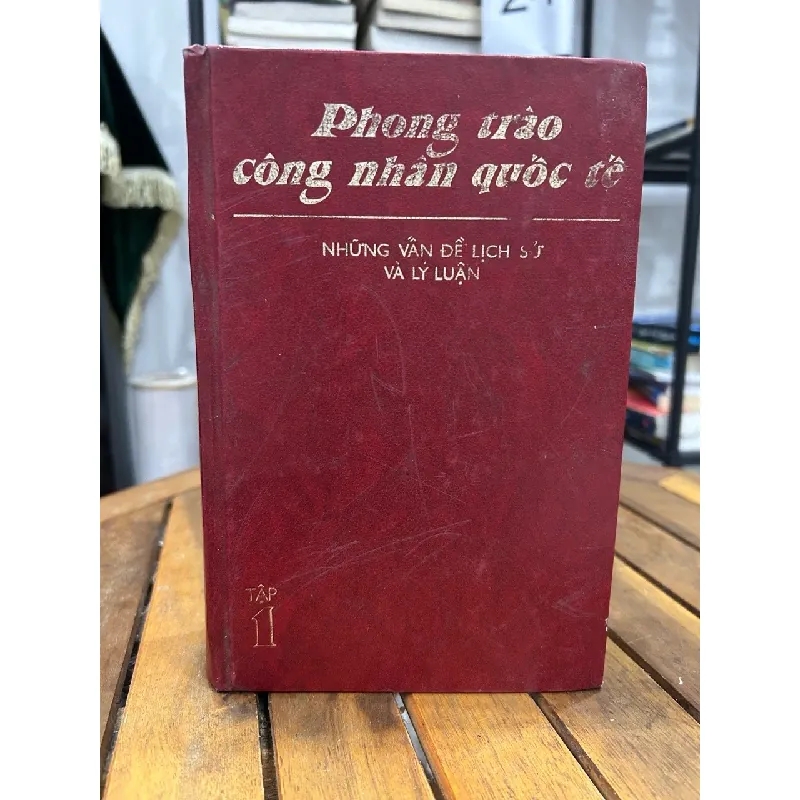 Phong trào
công nhân quốc tế
NHỮNG VẤN ĐỀ LỊCH SỬ
VÀ LÝ LUẬN
TẬP
1